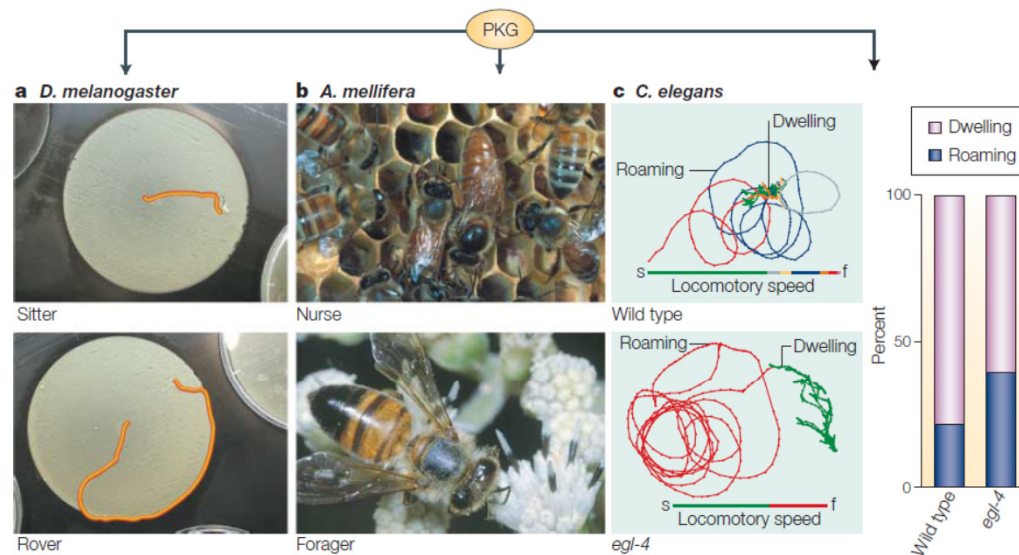 PKG
a D. melanogaster
Sitter
Rover
b A. mellifera
Nurse
Forager
c C. elegans
Dwelling
Roaming
s f
Locomotory speed
Wild type
Roaming
Dwelling
s f
Locomotory speed
egl-4
Dwelling
Roaming
100
50
0
Percent
Wild type
egl-4